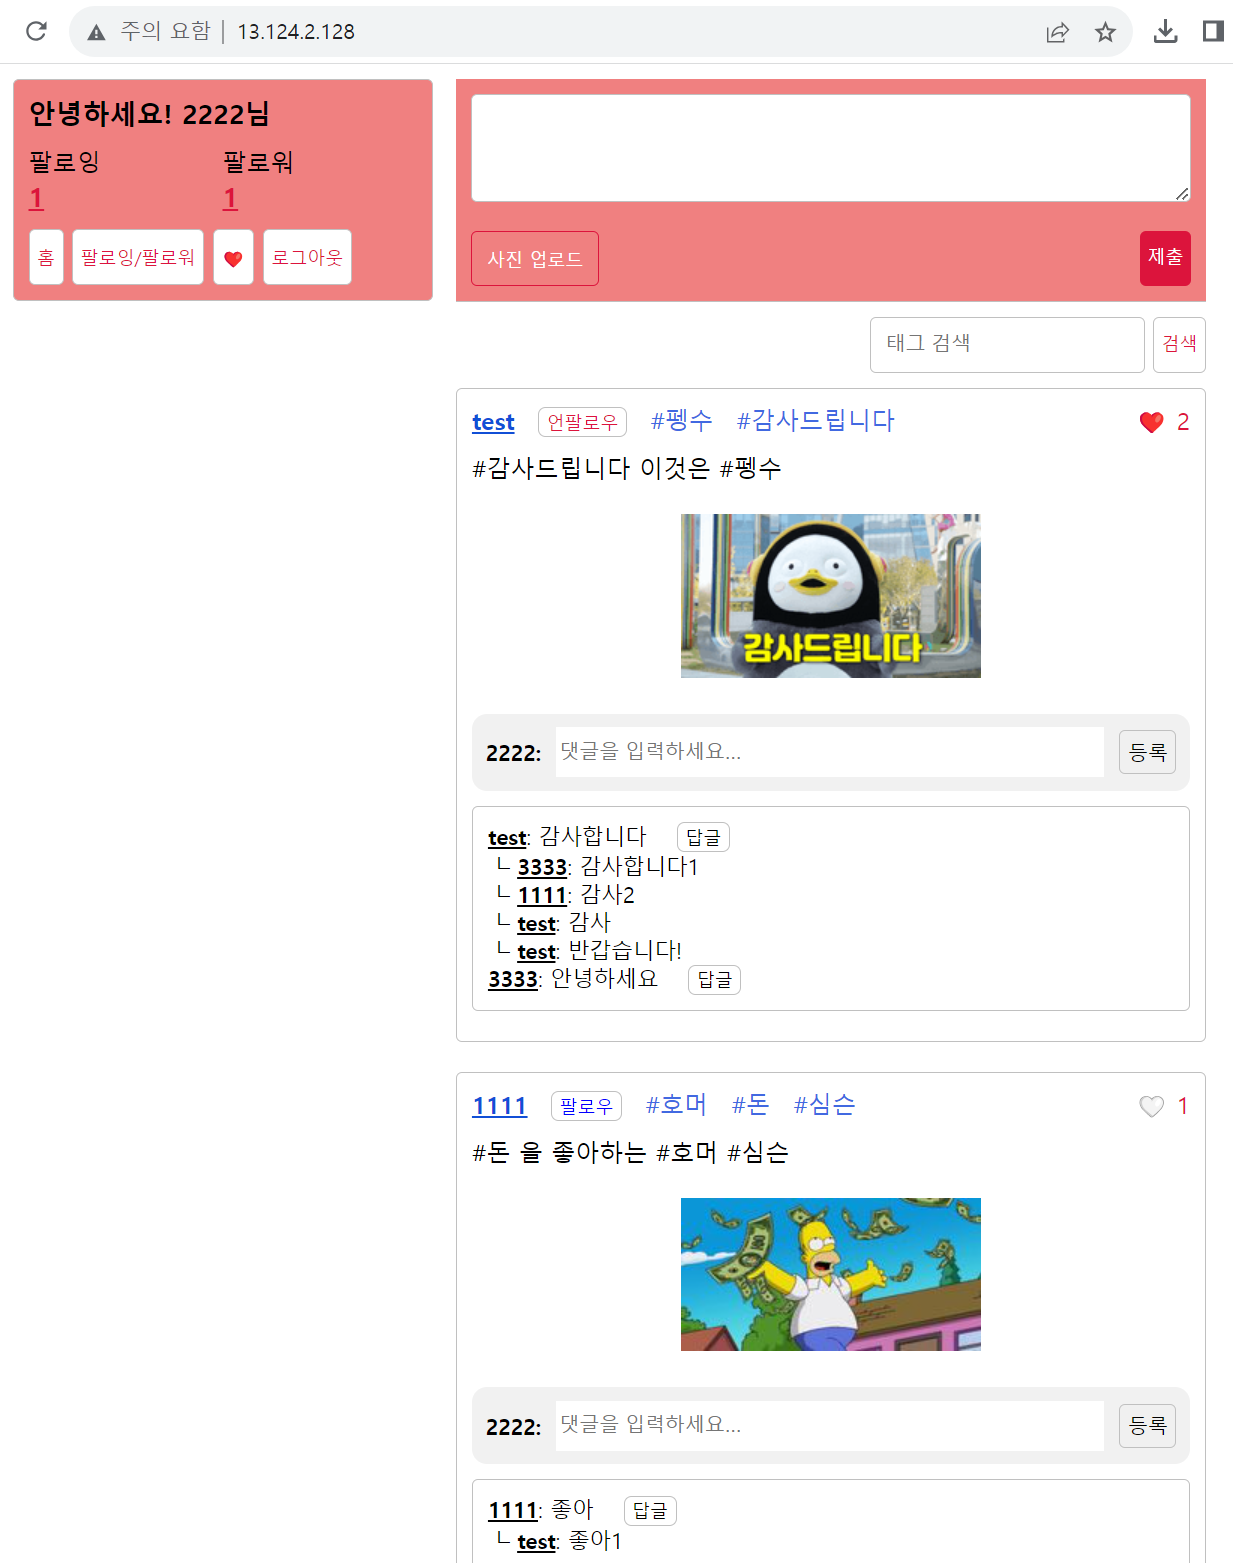 주의 요함 | 13.124.2.128
안녕하세요! 2222님
팔로잉 팔로워
1 1
홈 팔로잉/팔로워 로그아웃
사진 업로드 제출
태그 검색 검색
test 언팔로우 #펭수 #감사드립니다 2
#감사드립니다 이것은 #펭수
감사드립니다
2222: 댓글을 입력하세요... 등록
test: 감사합니다 답글
ㄴ 3333: 감사합니다1
ㄴ 1111: 감사2
ㄴ test: 감사
ㄴ test: 반갑습니다!
3333: 안녕하세요 답글
1111 팔로우 #호머 #돈 #심슨 1
#돈 을 좋아하는 #호머 #심슨
2222: 댓글을 입력하세요... 등록
1111: 좋아 답글
ㄴ test: 좋아1